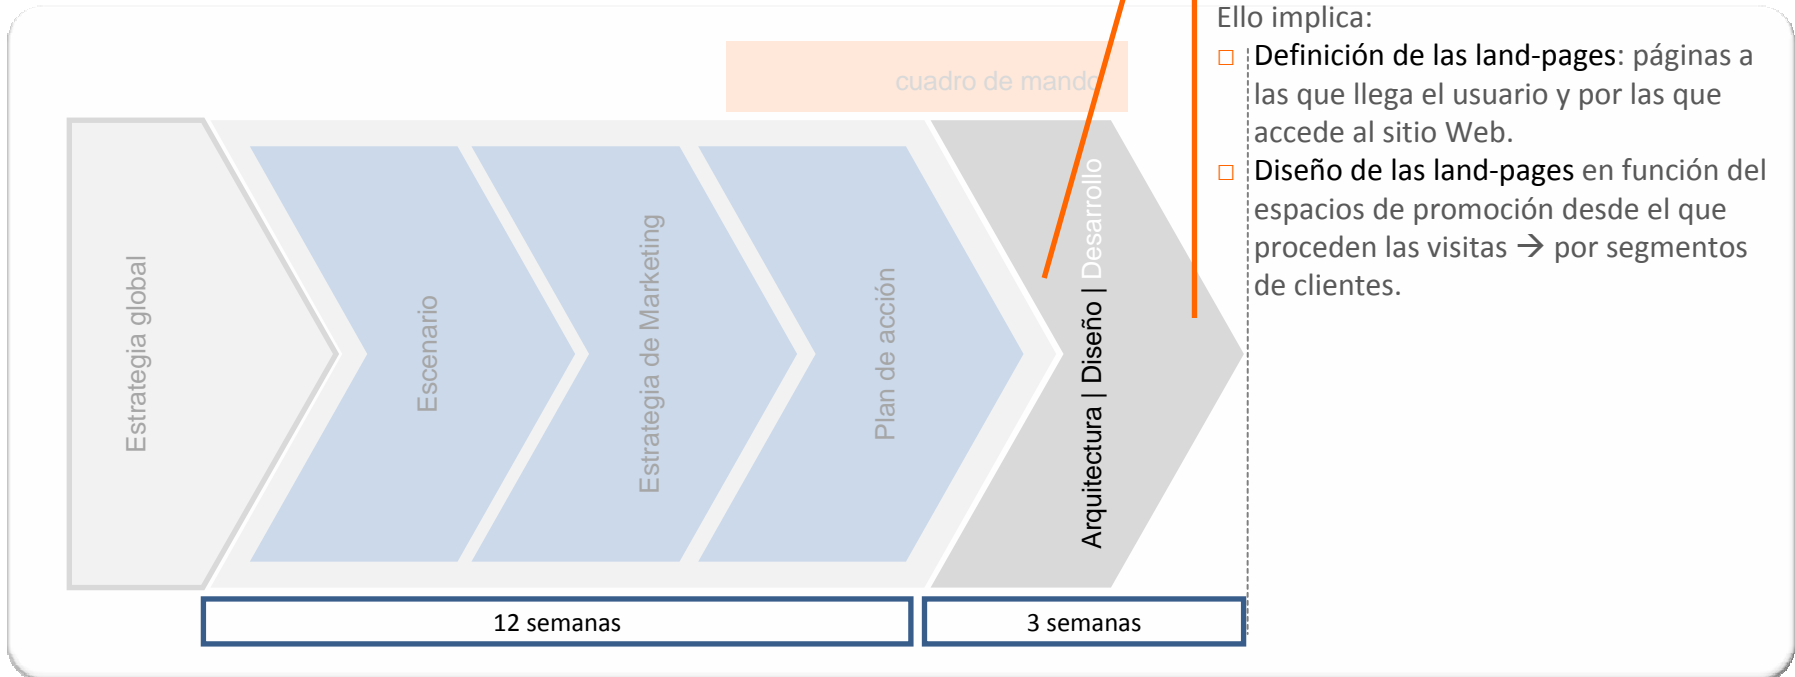 Ello implica:
□ Definición de las land-pages: páginas a
las que llega el usuario y por las que
accede al sitio Web.
□ Diseño de las land-pages en función del
espacios de promoción desde el que
proceden las visitas → por segmentos
de clientes.
cuadro de mando
Estrategia global
Escenario
Estrategia de Marketing
Plan de acción
Arquitectura | Diseño | Desarrollo
12 semanas
3 semanas